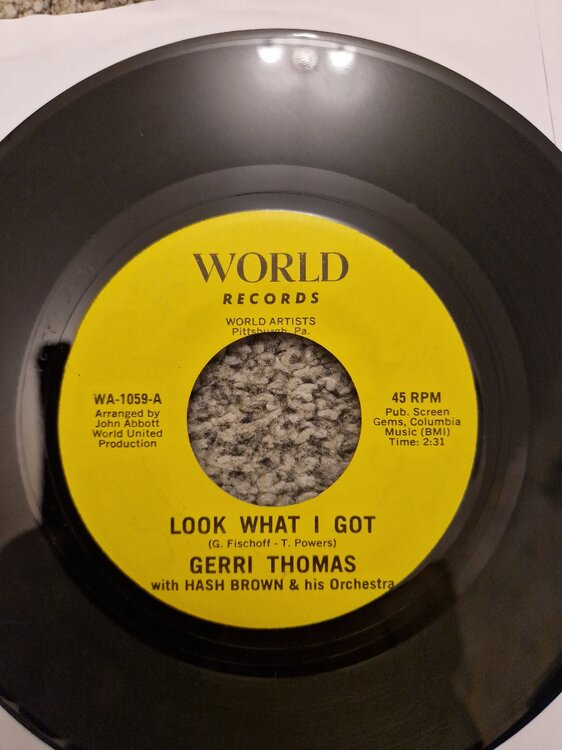 WORLD
RECORDS
WORLD ARTISTS
Pittsburgh, Pa.
WA-1059-A
Arranged by
John Abbott
World United
Production
45 RPM
Pub. Screen
Gems, Columbia
Music (BMI)
Time: 2:31
LOOK WHAT I GOT
(G. Fischoff - T. Powers)
GERRI THOMAS
with HASH BROWN & his Orchestra